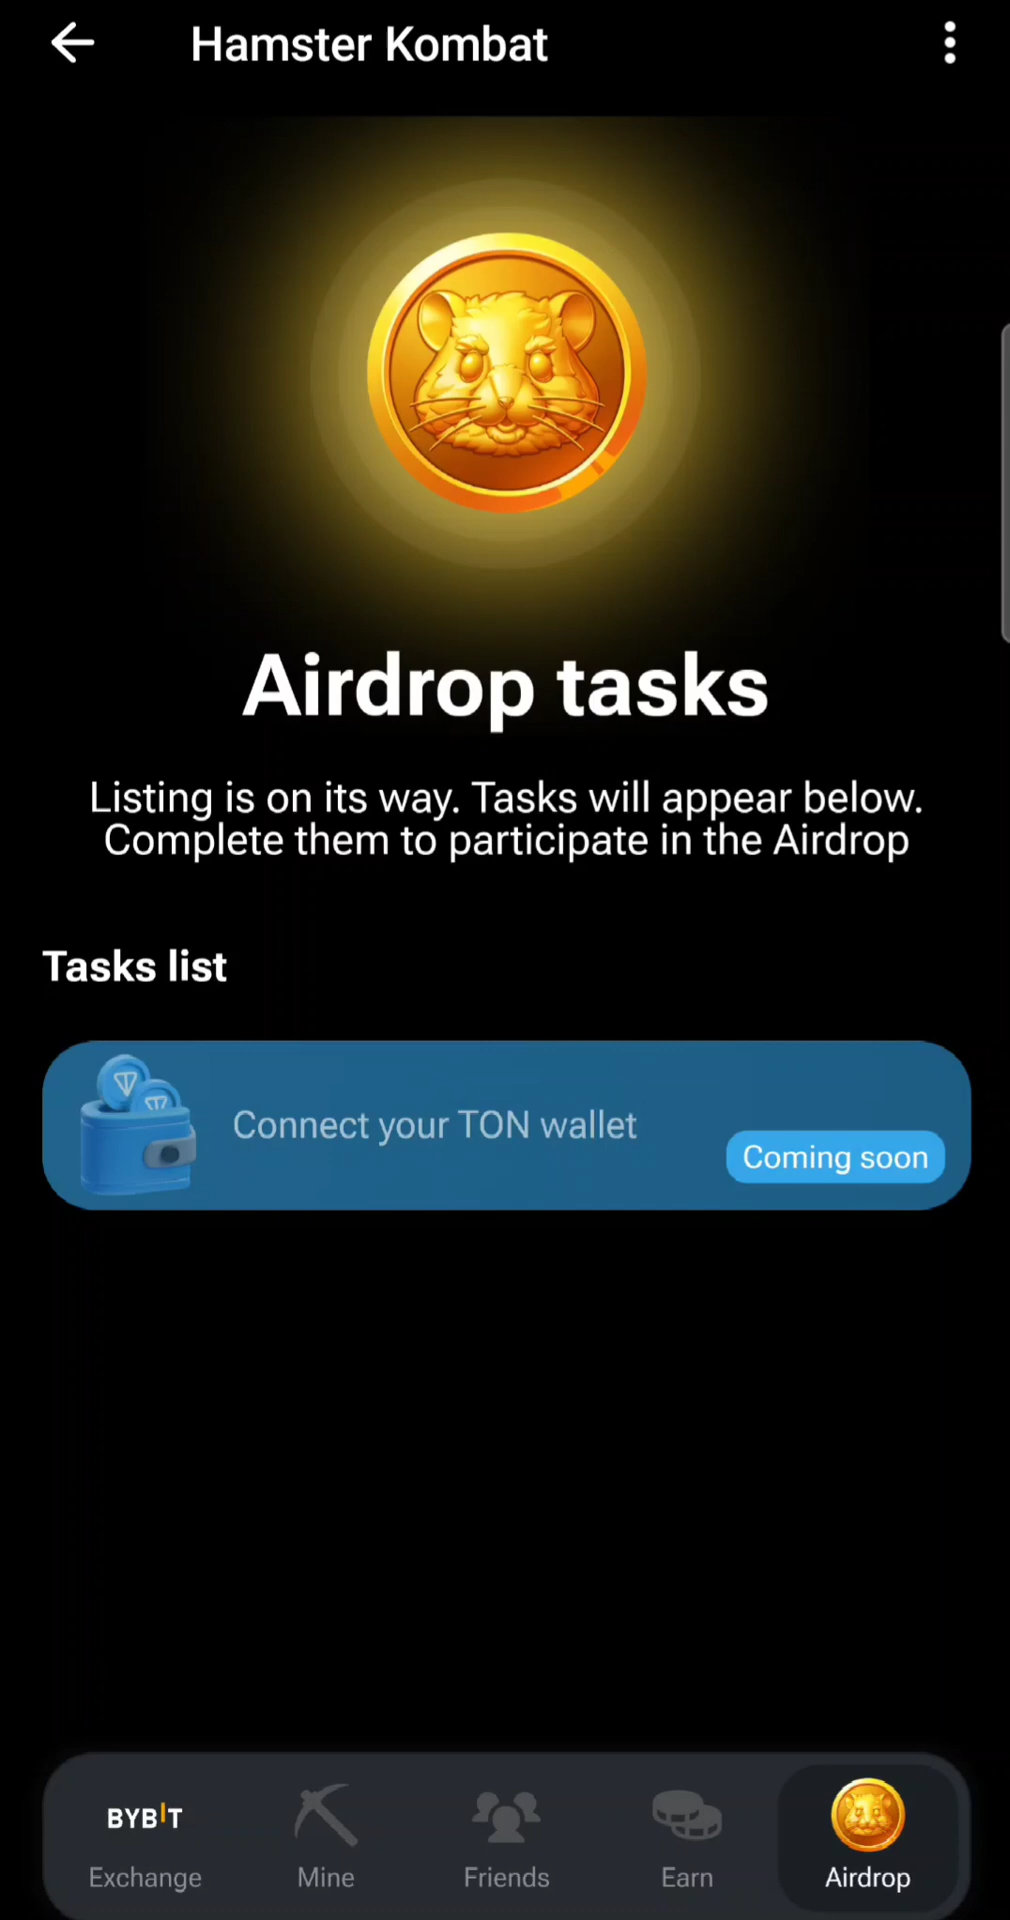 Hamster Kombat
Airdrop tasks
Listing is on its way. Tasks will appear below.
Complete them to participate in the Airdrop
Tasks list
Connect your TON wallet
Coming soon
BYBIT
Exchange
Mine
Friends
Earn
Airdrop